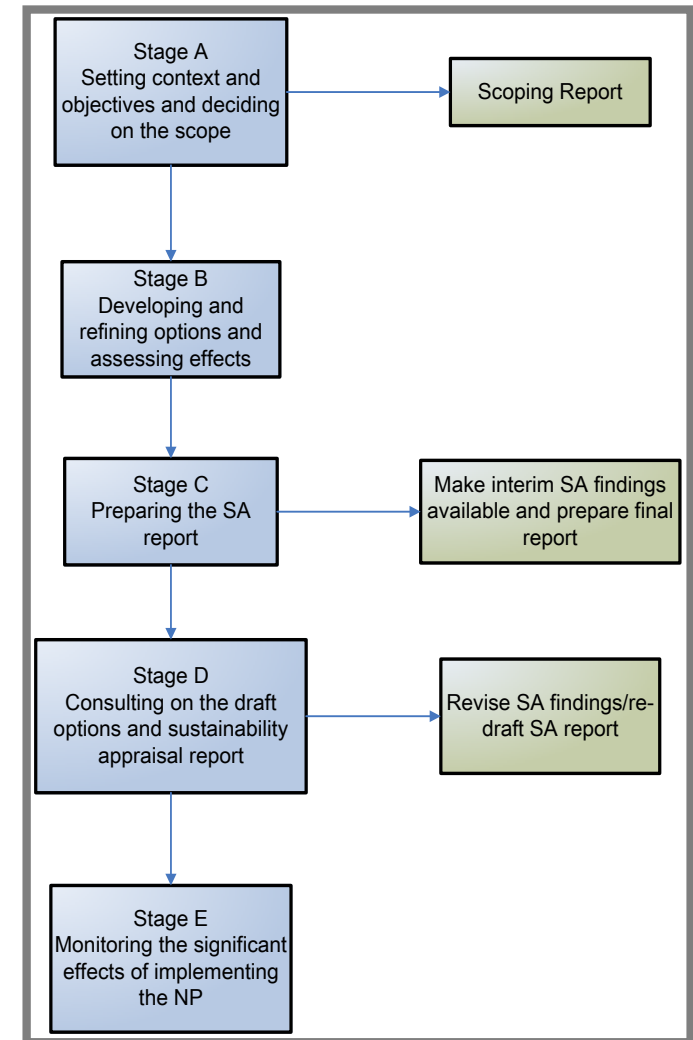 Stage A
Setting context and
objectives and deciding
on the scope
Scoping Report
Stage B
Developing and
refining options and
assessing effects
Stage C
Preparing the SA
report
Make interim SA findings
available and prepare final
report
Stage D
Consulting on the draft
options and sustainability
appraisal report
Revise SA findings/re-
draft SA report
Stage E
Monitoring the significant
effects of implementing
the NP